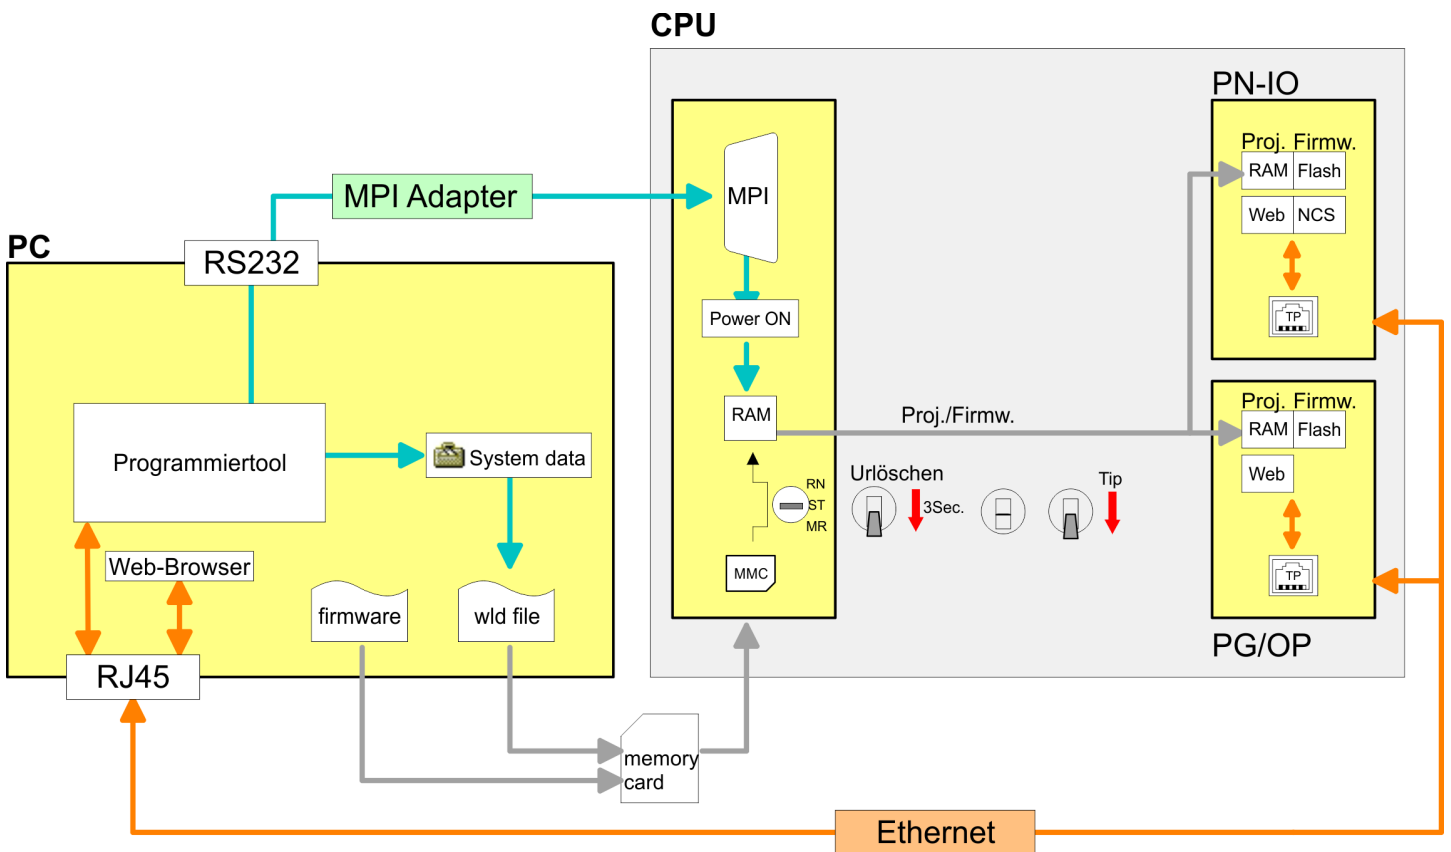 CPU
PN-IO
Proj. Firmw.
RAM Flash
Web NCS
TP
MPI Adapter
MPI
PC
RS232
Power ON
RAM
Proj./Firmw.
Proj. Firmw.
RAM Flash
Web
TP
PG/OP
Programmiertool
System data
Urlöschen
3Sec.
Tip
RN
ST
MR
MMC
Web-Browser
firmware
wld file
RJ45
memory
card
Ethernet